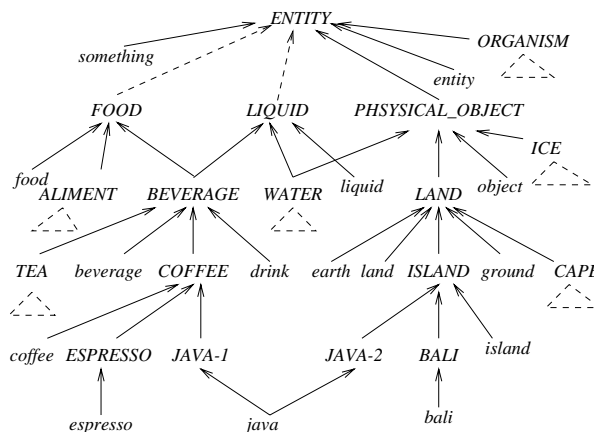 ENTITY
something
ORGANISM
entity
FOOD LIQUID PHSYSICAL_OBJECT
ICE
food
ALIMENT BEVERAGE WATER liquid LAND object
TEA beverage COFFEE drink earth land ISLAND ground CAPE
coffee ESPRESSO JAVA-1 JAVA-2 BALI island
espresso java bali